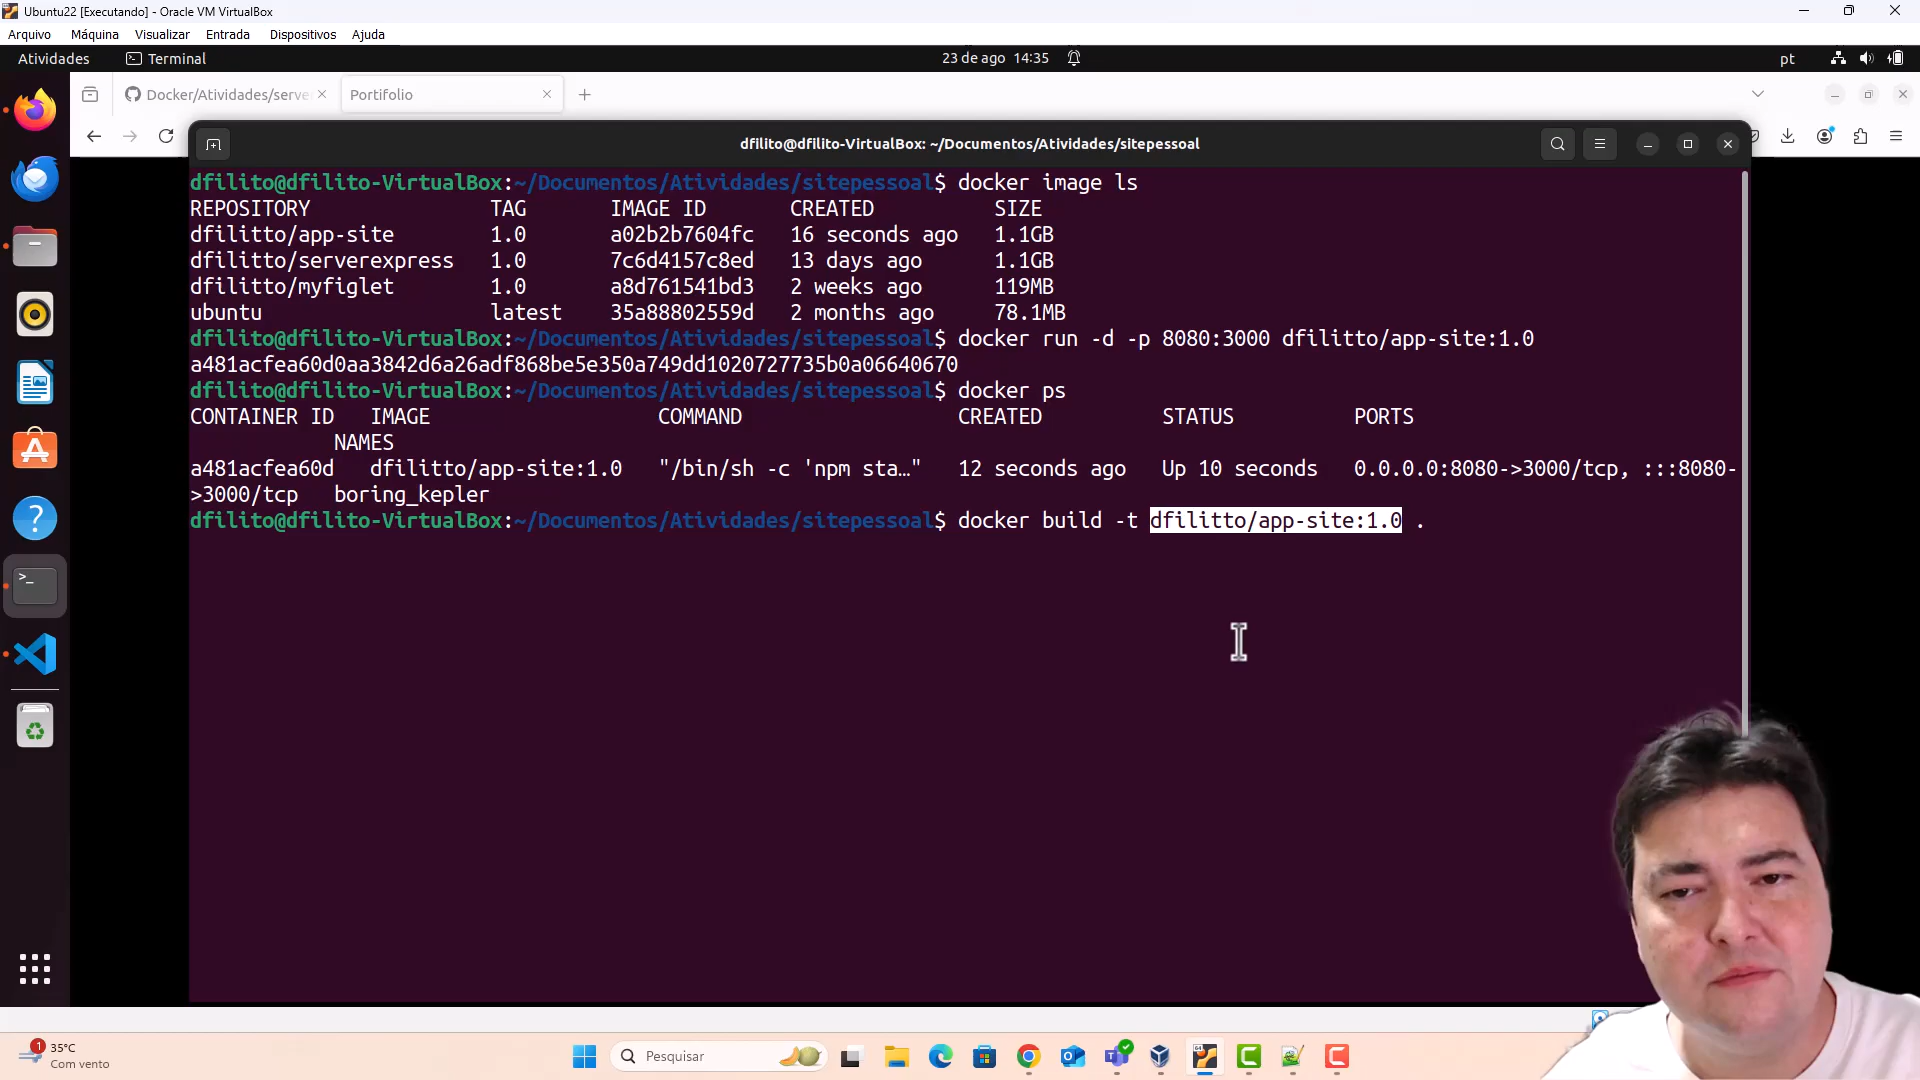 Ubuntu22 [Executando] - Oracle VM VirtualBox
Arquivo Máquina Visualizar Entrada Dispositivos Ajuda
Atividades Terminal 23 de ago 14:35 pt
Docker/Atividades/serve Portifolio
dfilito@dfilito-VirtualBox: ~/Documentos/Atividades/sitepessoal
dfilito@dfilito-VirtualBox:~/Documentos/Atividades/sitepessoal$ docker image ls
REPOSITORY TAG IMAGE ID CREATED SIZE
dfilitto/app-site 1.0 a02b2b7604fc 16 seconds ago 1.1GB
dfilitto/serverexpress 1.0 7c6d4157c8ed 13 days ago 1.1GB
dfilitto/myfiglet 1.0 a8d761541bd3 2 weeks ago 119MB
ubuntu latest 35a88802559d 2 months ago 78.1MB
dfilito@dfilito-VirtualBox:~/Documentos/Atividades/sitepessoal$ docker run -d -p 8080:3000 dfilitto/app-site:1.0
a481acfea60d0aa3842d6a26adf868be5e350a749dd1020727735b0a06640670
dfilito@dfilito-VirtualBox:~/Documentos/Atividades/sitepessoal$ docker ps
CONTAINER ID IMAGE COMMAND CREATED STATUS PORTS
NAMES
a481acfea60d dfilitto/app-site:1.0 "/bin/sh -c 'npm sta…" 12 seconds ago Up 10 seconds 0.0.0.0:8080->3000/tcp, :::8080-
>3000/tcp boring_kepler
dfilito@dfilito-VirtualBox:~/Documentos/Atividades/sitepessoal$ docker build -t dfilitto/app-site:1.0 .
1 35°C
Com vento
Pesquisar